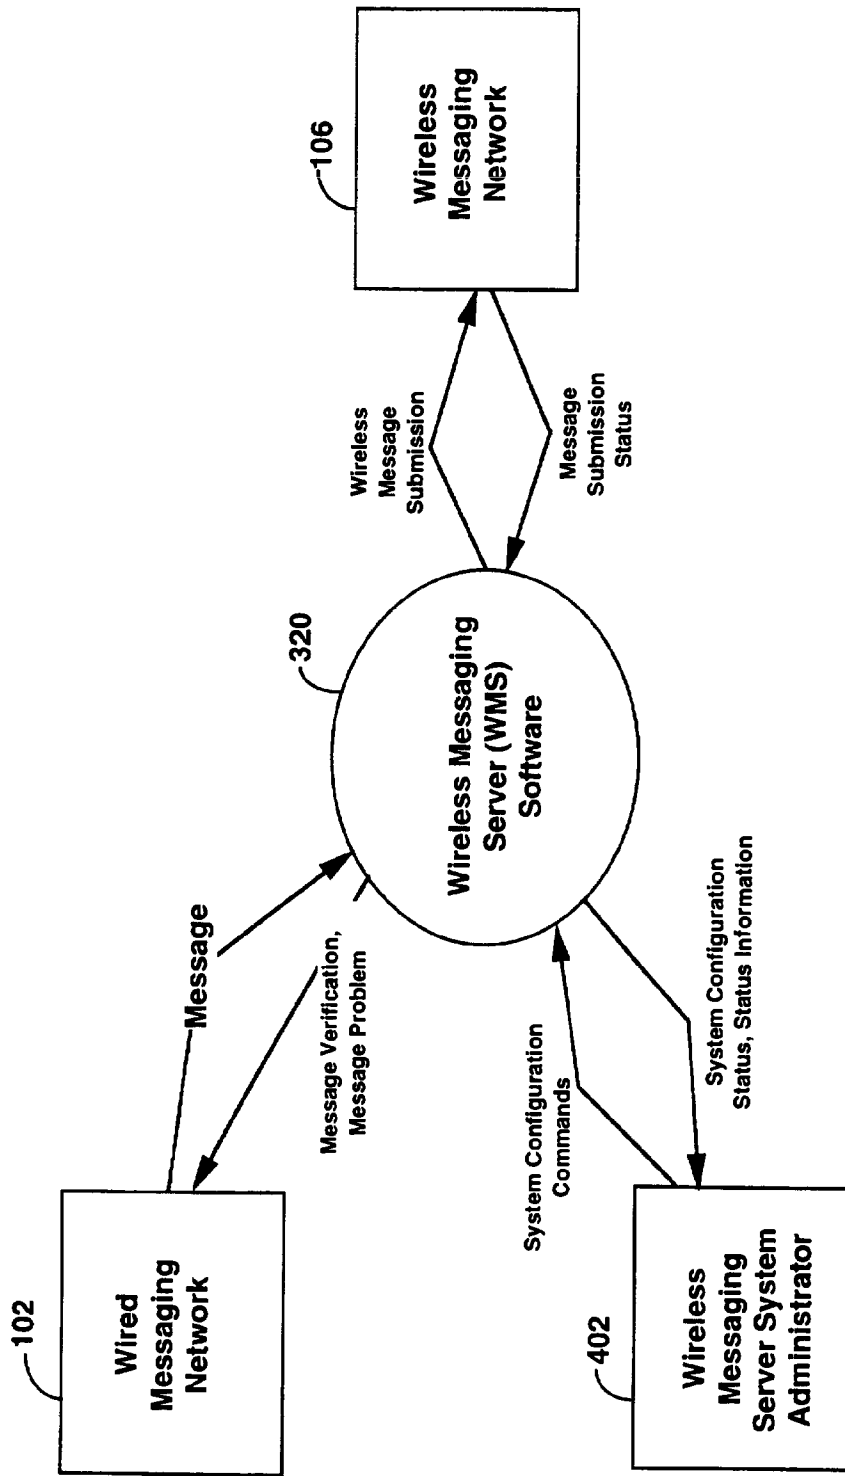 102
Wired
Messaging
Network
Message
Message Verification,
Message Problem
320
Wireless Messaging
Server (WMS)
Software
Wireless
Message
Submission
Message
Submission
Status
106
Wireless
Messaging
Network
System Configuration
Commands
System Configuration
Status, Status Information
402
Wireless
Messaging
Server System
Administrator